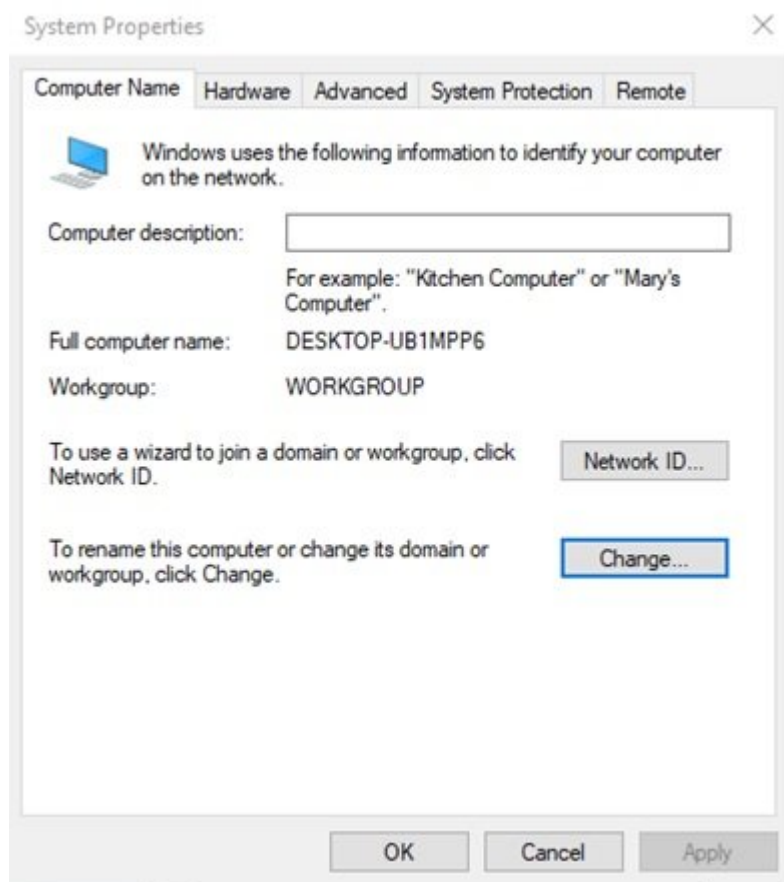 System Properties
Computer Name Hardware Advanced System Protection Remote
Windows uses the following information to identify your computer
on the network.
Computer description:
For example: "Kitchen Computer" or "Mary's
Computer".
Full computer name: DESKTOP-UB1MPP6
Workgroup: WORKGROUP
To use a wizard to join a domain or workgroup, click
Network ID.
Network ID...
To rename this computer or change its domain or
workgroup, click Change.
Change...
OK Cancel Apply